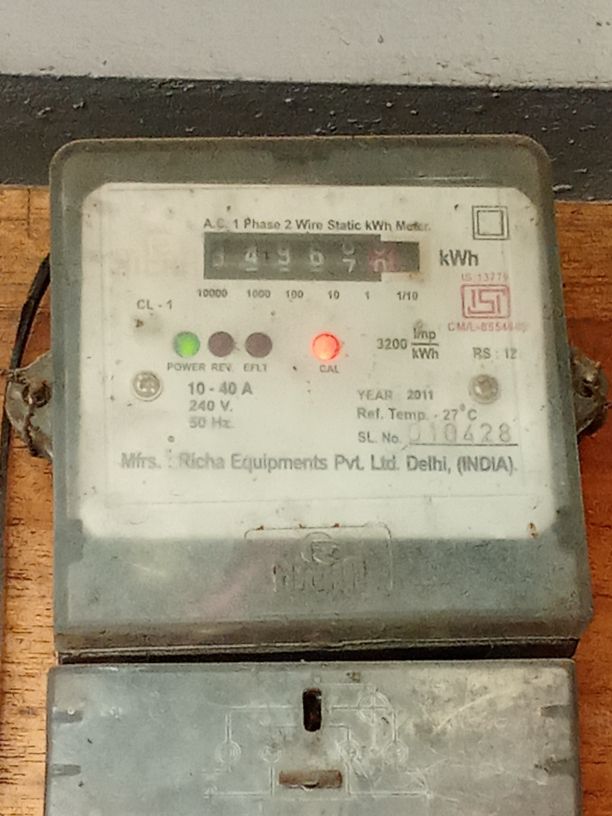 A.C. 1 Phase 2 Wire Static kWh Meter.
kWh
10000 1000 100 10 1 1/10
IS:13779
ISI
CL - 1
3200 Imp/kWh
RS : 12
POWER REV. EFLT CAL
10 - 40 A
240 V.
50 Hz.
YEAR : 2011
Ref. Temp. - 27°C
SL. No. 010428
Mfrs. : Richa Equipments Pvt. Ltd. Delhi, (INDIA).